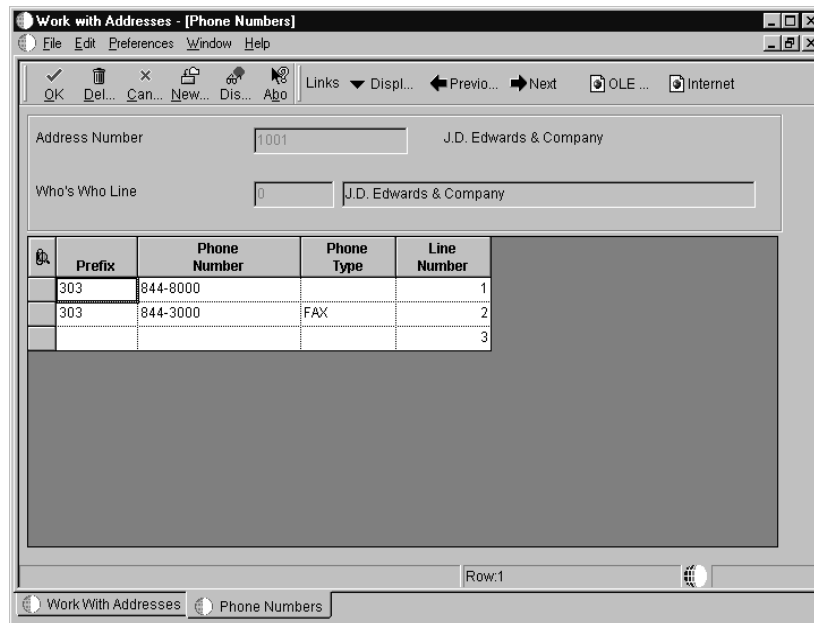 Work with Addresses - [Phone Numbers]
File Edit Preferences Window Help
OK Del... Can... New... Dis... Abo Links Displ... Previo... Next OLE ... Internet
Address Number 1001 J.D. Edwards & Company
Who's Who Line 0 J.D. Edwards & Company
Prefix Phone Number Phone Type Line Number
303 844-8000 1
303 844-3000 FAX 2
3
Row:1
Work With Addresses Phone Numbers